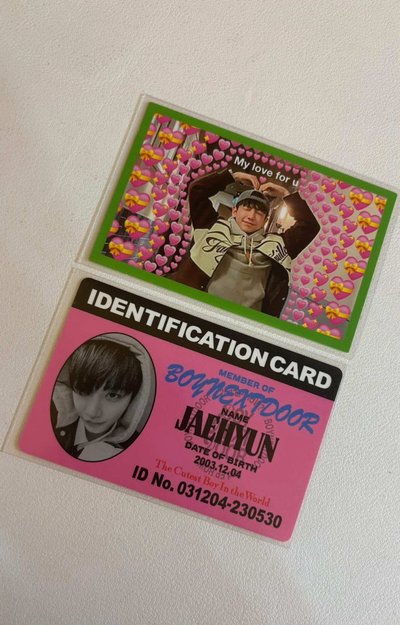 My love for u
IDENTIFICATION CARD
MEMBER OF
BOYNEXTDOOR
NAME
JAEHYUN
DATE OF BIRTH
2003.12.04
The Cutest Boy In the World
ID No. 031204-230530